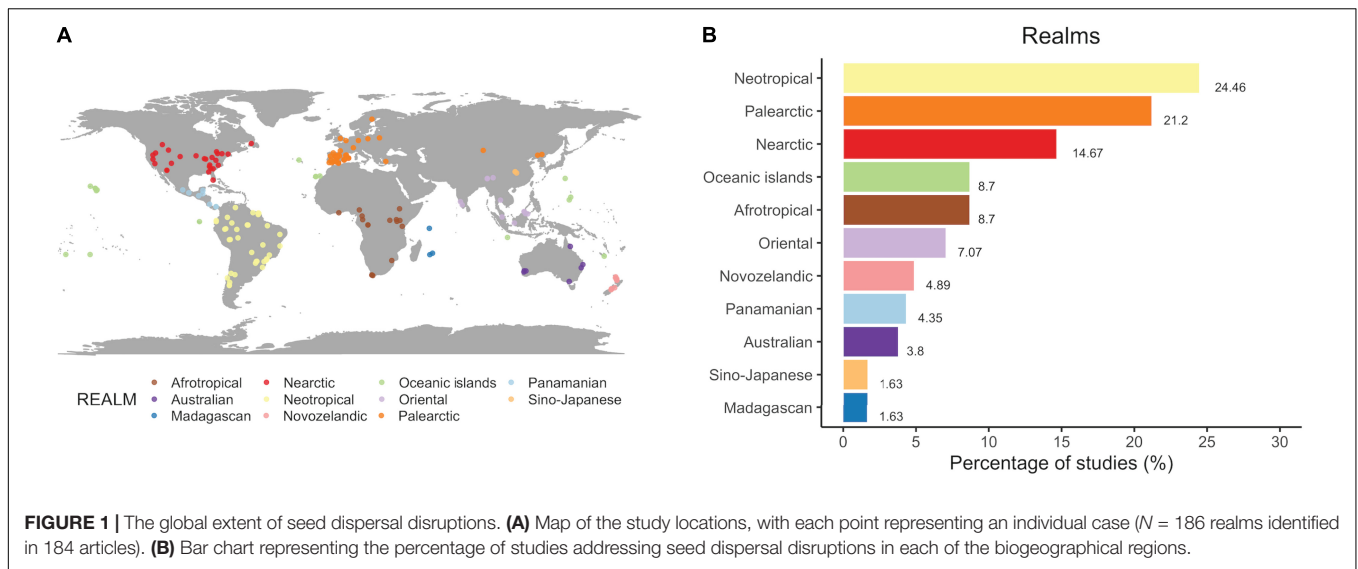 A
REALM
Afrotropical
Nearctic
Oceanic islands
Panamanian
Australian
Neotropical
Oriental
Sino-Japanese
Madagascan
Novozelandic
Palearctic
B
Realms
Neotropical
24.46
Palearctic
21.2
Nearctic
14.67
Oceanic islands
8.7
Afrotropical
8.7
Oriental
7.07
Novozelandic
4.89
Panamanian
4.35
Australian
3.8
Sino-Japanese
1.63
Madagascan
1.63
0 5 10 15 20 25 30
Percentage of studies (%)
FIGURE 1 | The global extent of seed dispersal disruptions. (A) Map of the study locations, with each point representing an individual case (N = 186 realms identified
in 184 articles). (B) Bar chart representing the percentage of studies addressing seed dispersal disruptions in each of the biogeographical regions.